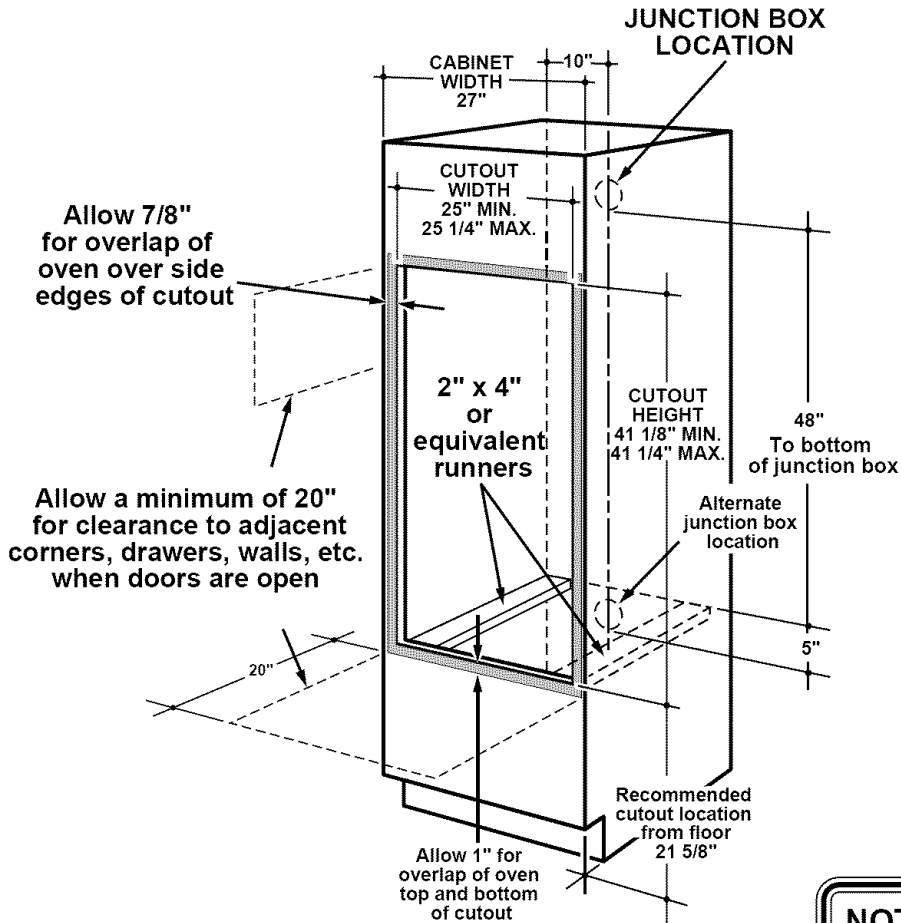 JUNCTION BOX
LOCATION
10"
CABINET
WIDTH
27"
CUTOUT
WIDTH
25" MIN.
25 1/4" MAX.
Allow 7/8"
for overlap of
oven over side
edges of cutout
2" x 4"
or
equivalent
runners
CUTOUT
HEIGHT
41 1/8" MIN.
41 1/4" MAX.
48"
To bottom
of junction box
Allow a minimum of 20"
for clearance to adjacent
corners, drawers, walls, etc.
when doors are open
Alternate
junction box
location
5"
20"
Recommended
cutout location
from floor
21 5/8"
Allow 1" for
overlap of oven
top and bottom
of cutout